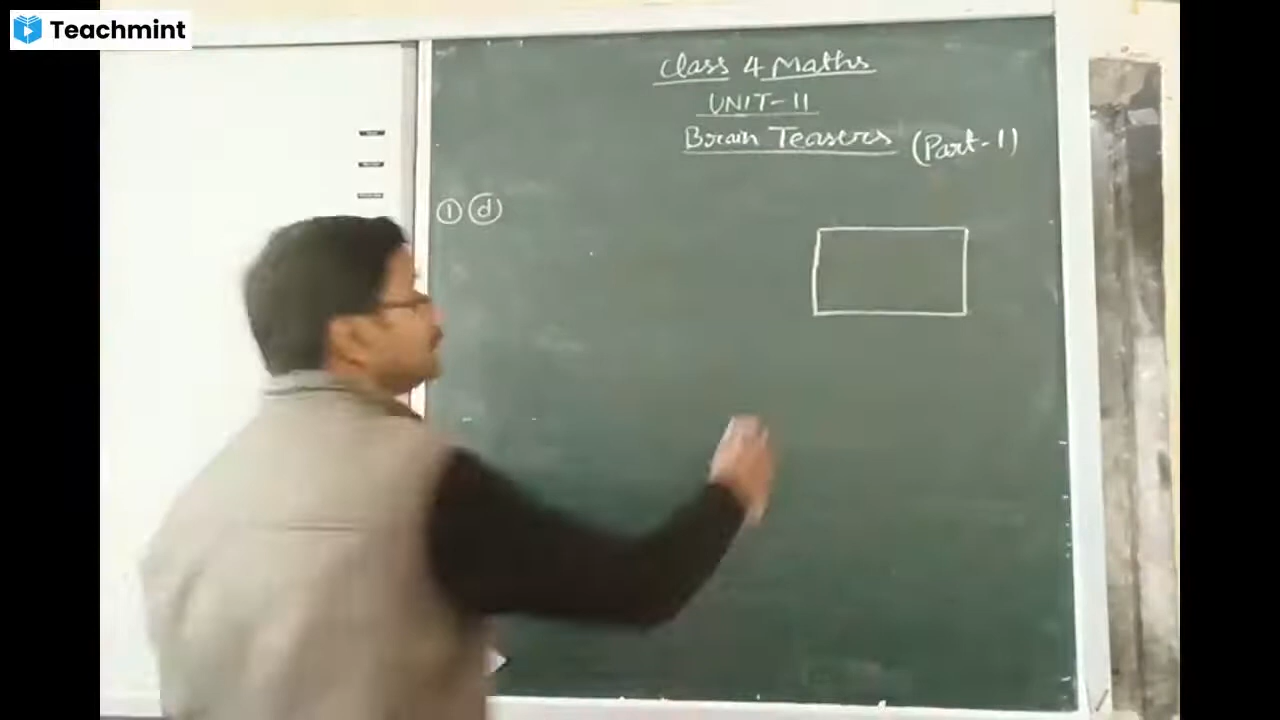 Teachmint
Class 4 Maths
UNIT-11
Brain Teasers (Part-1)
① ⓓ